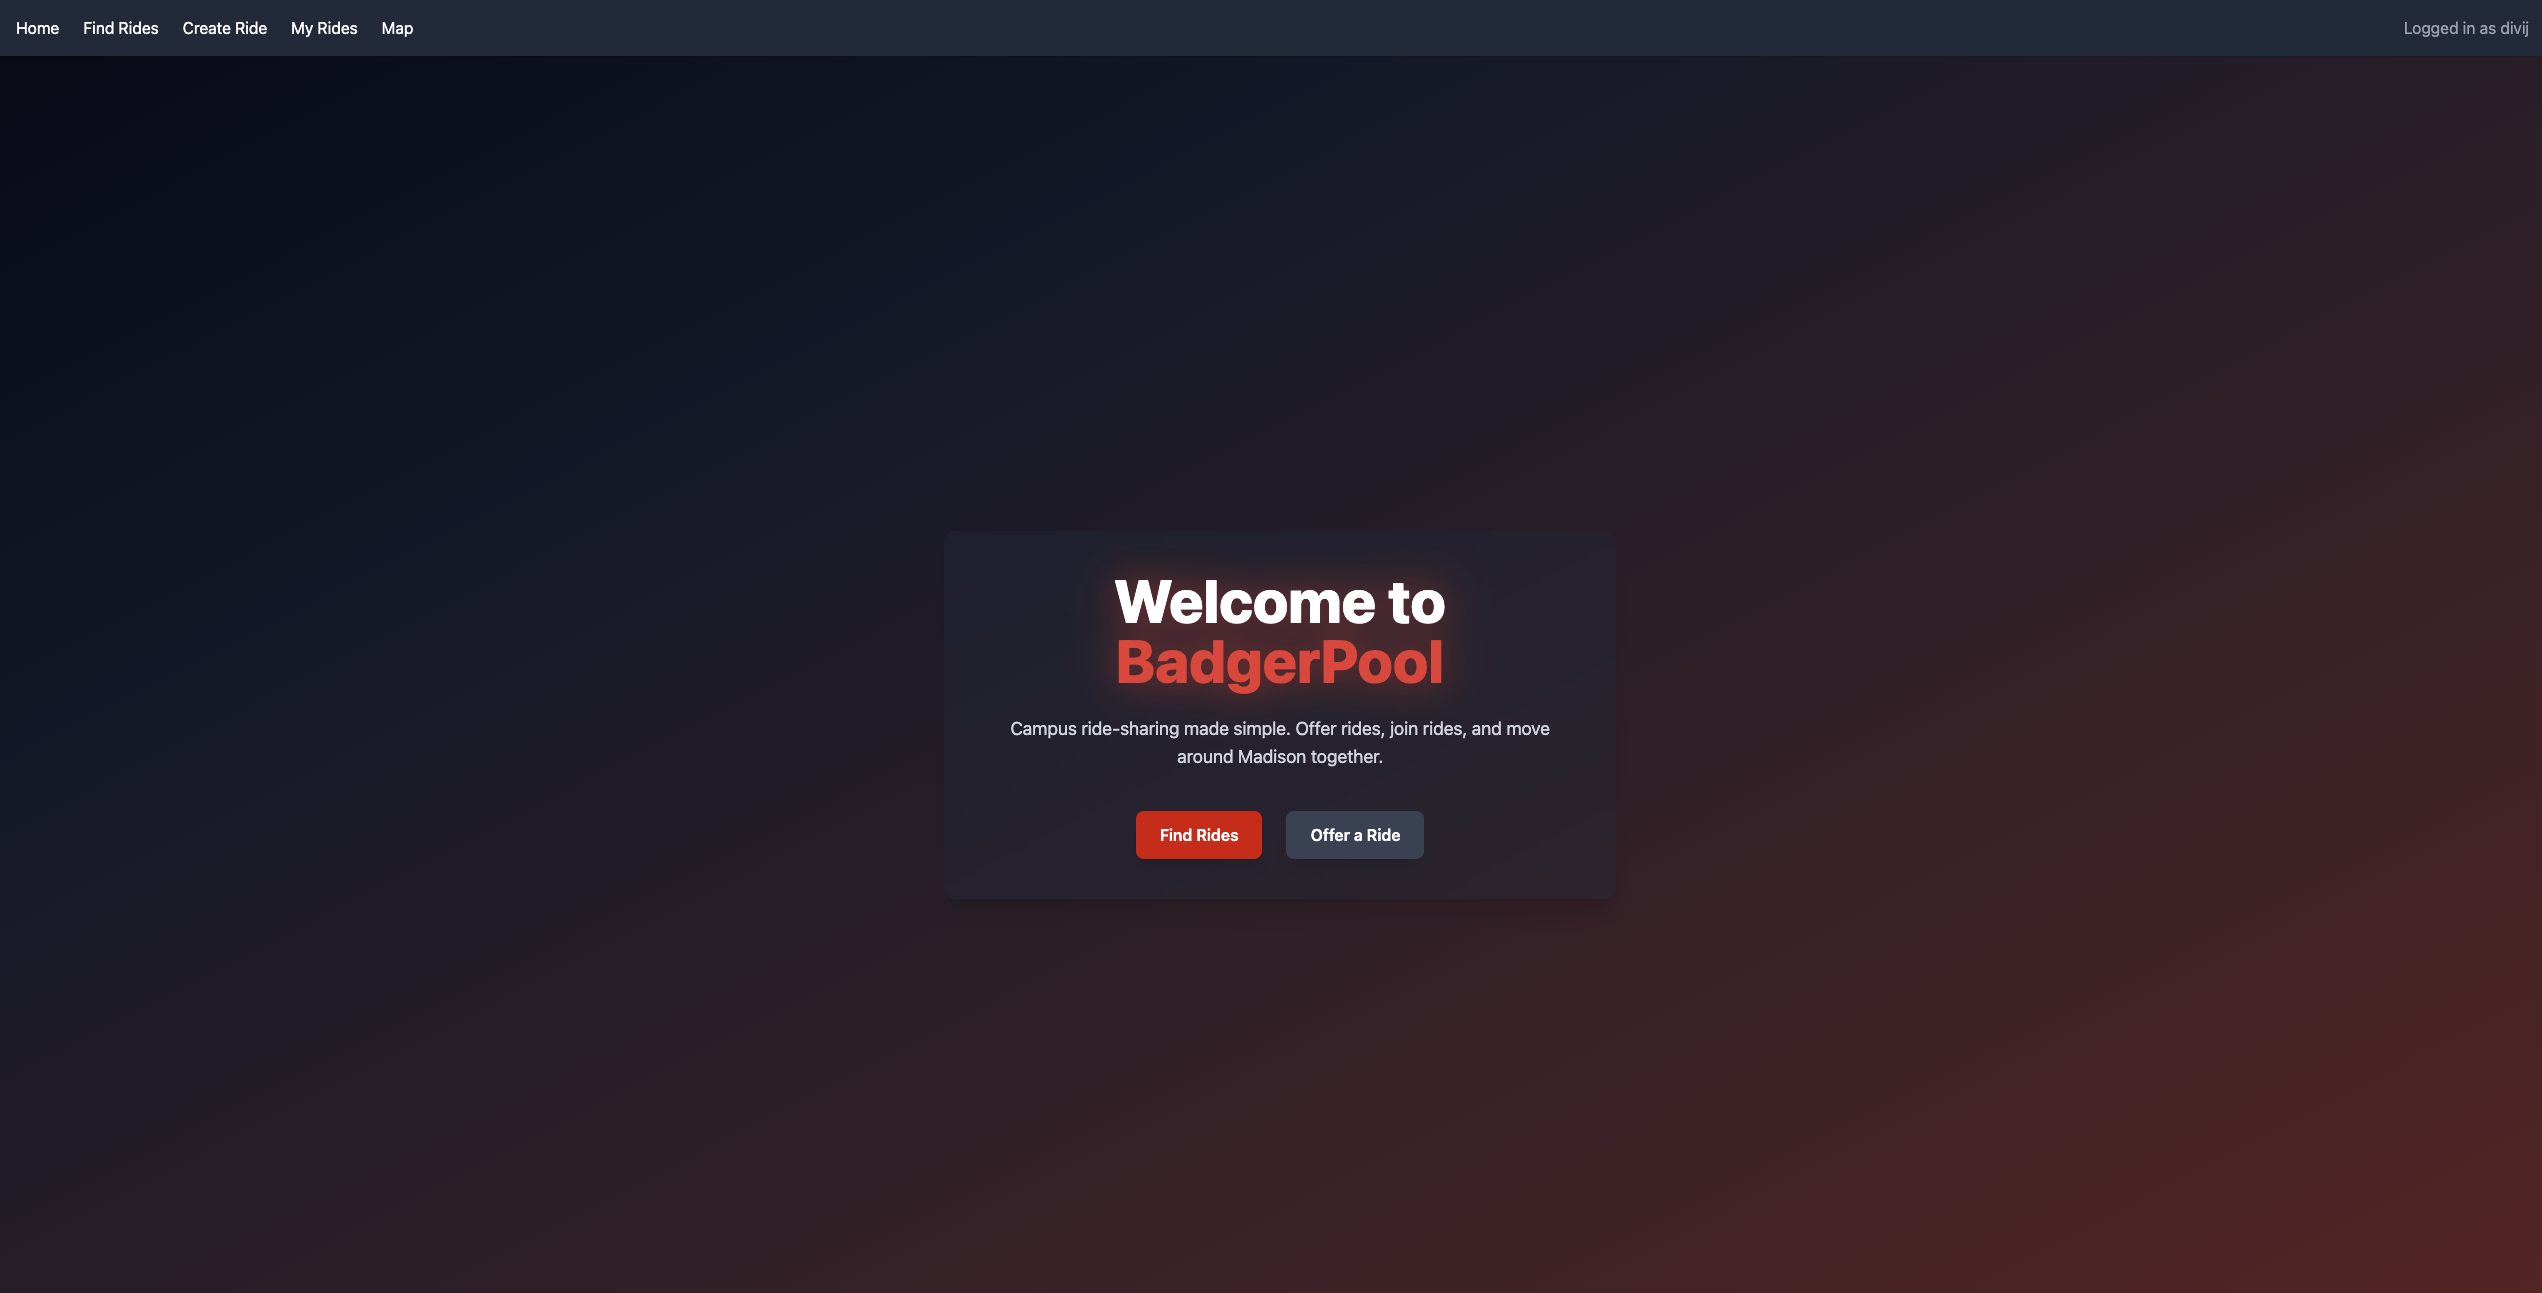 Home Find Rides Create Ride My Rides Map Logged in as divij
Welcome to
BadgerPool
Campus ride-sharing made simple. Offer rides, join rides, and move
around Madison together.
Find Rides Offer a Ride